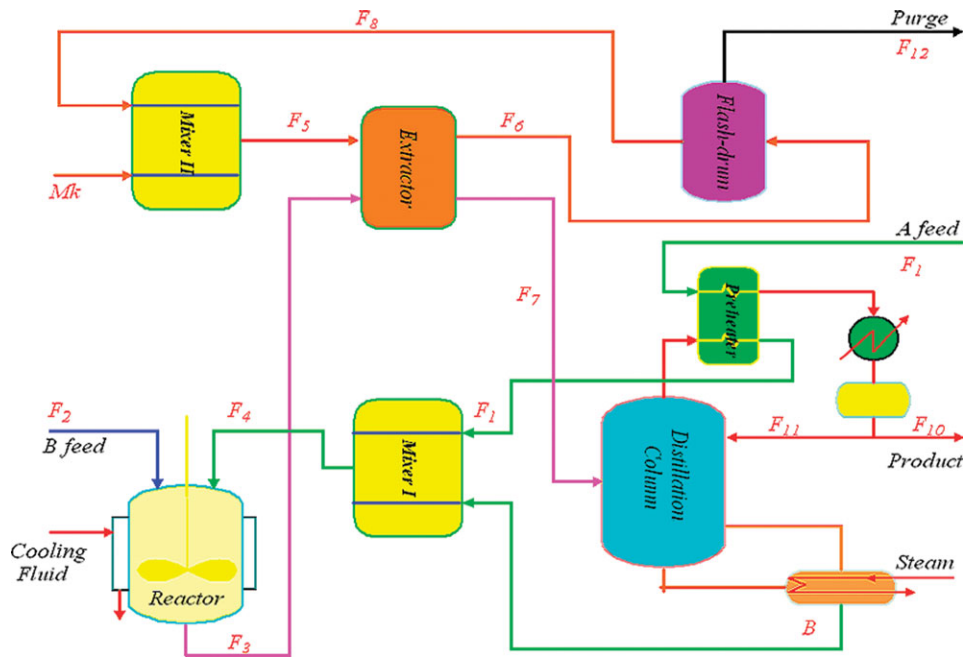 F8
Purge
F12
Mixer II
F5
Extractor
F6
Flash-drum
Mk
A feed
F1
Preheater
F7
F2
B feed
F4
F1
Mixer I
Distillation
Column
F11
F10
Product
Cooling
Fluid
Reactor
Steam
B
F3